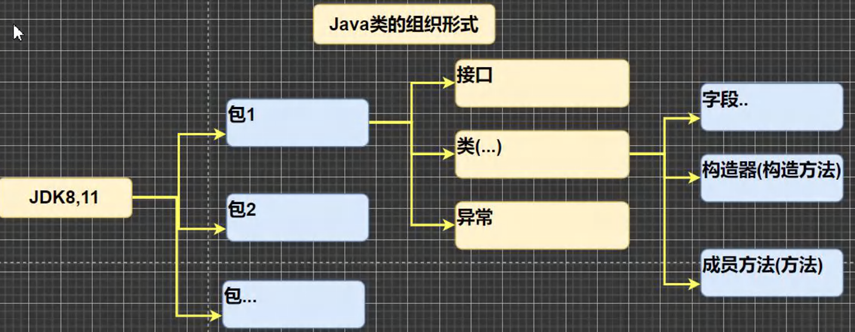 Java类的组织形式
JDK8,11
包1
包2
包...
接口
类(...)
异常
字段..
构造器(构造方法)
成员方法(方法)